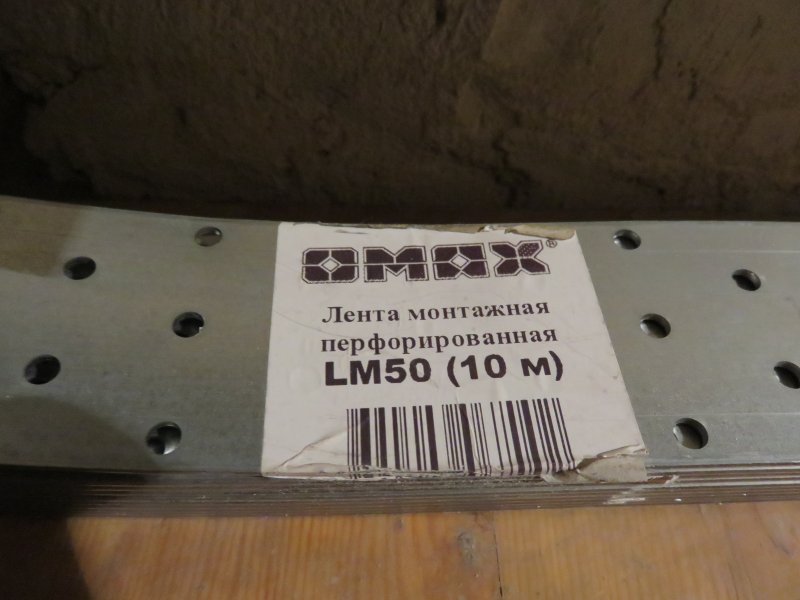 OMAX®
Лента монтажная
перфорированная
LM50 (10 м)